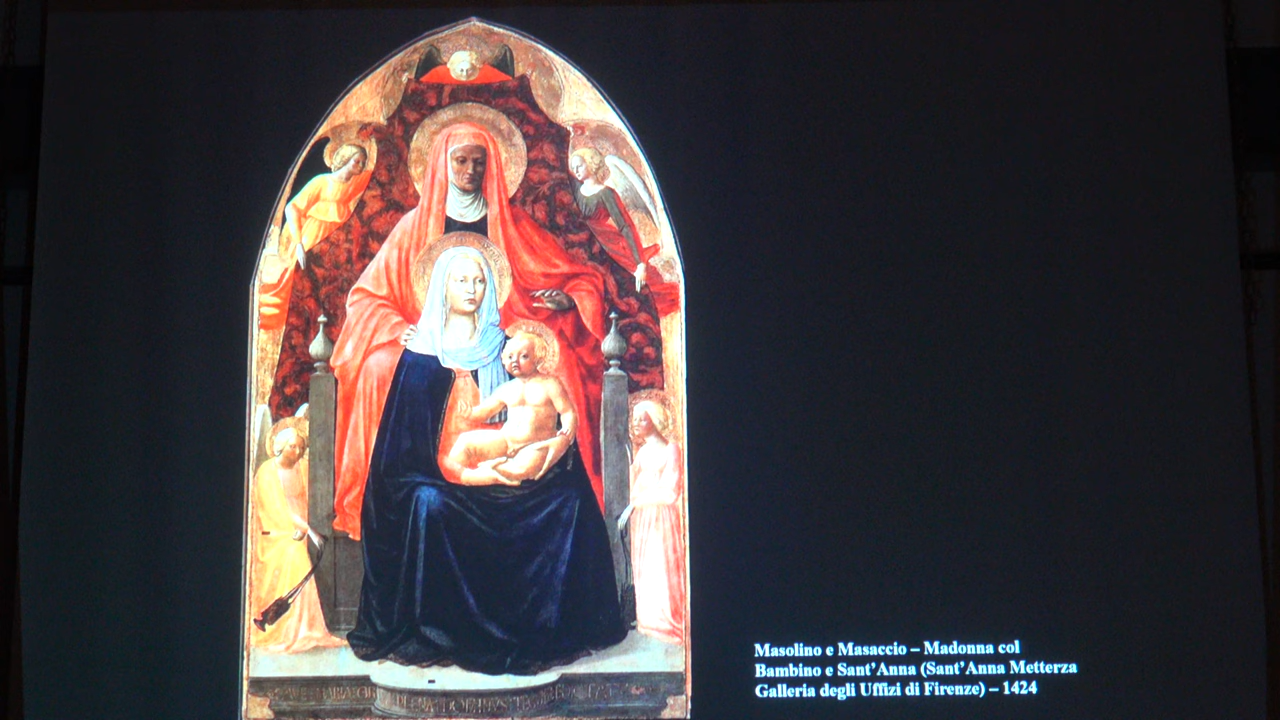 Masolino e Masaccio – Madonna col
Bambino e Sant’Anna (Sant’Anna Metterza
Galleria degli Uffizi di Firenze) – 1424